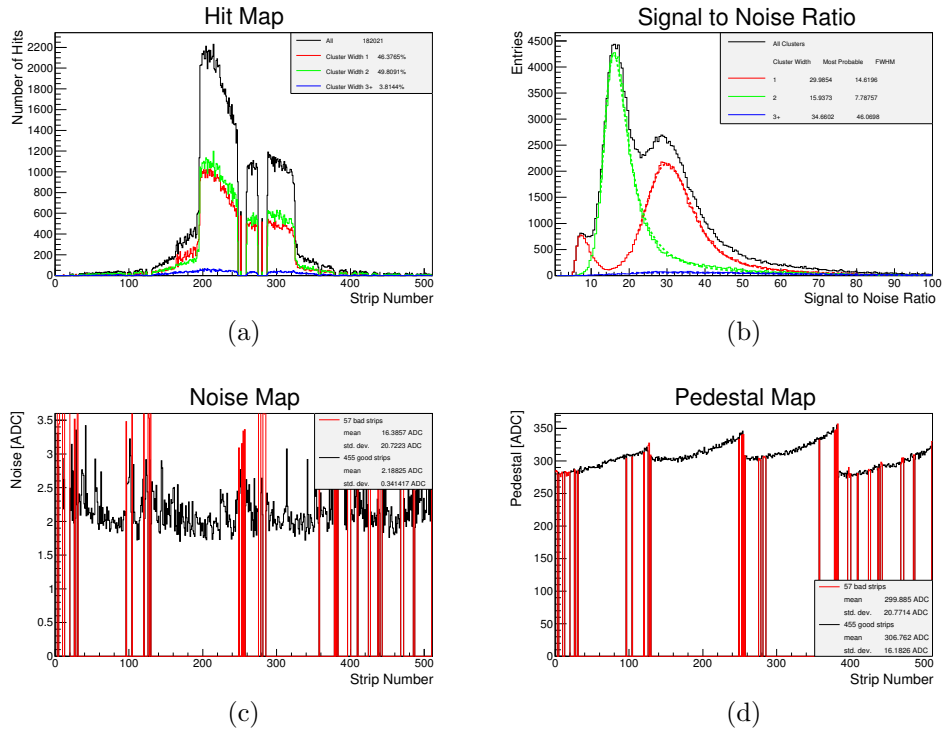 Hit Map
Number of Hits
2200
2000
1800
1600
1400
1200
1000
800
600
400
200
0
0 100 200 300 400 500
Strip Number
All 182021
Cluster Width 1 46.3765%
Cluster Width 2 49.8091%
Cluster Width 3+ 3.8144%
(a)
Signal to Noise Ratio
Entries
4500
4000
3500
3000
2500
2000
1500
1000
500
0
0 10 20 30 40 50 60 70 80 90 100
Signal to Noise Ratio
All Clusters
Cluster Width Most Probable FWHM
1 29.9854 14.6196
2 15.9373 7.78757
3+ 34.6602 46.0698
(b)
Noise Map
Noise [ADC]
3.5
3
2.5
2
1.5
1
0.5
0
0 100 200 300 400 500
Strip Number
57 bad strips
mean 16.3857 ADC
std. dev. 20.7223 ADC
455 good strips
mean 2.18825 ADC
std. dev. 0.341417 ADC
(c)
Pedestal Map
Pedestal [ADC]
350
300
250
200
150
100
50
0
0 100 200 300 400 500
Strip Number
57 bad strips
mean 299.885 ADC
std. dev. 20.7714 ADC
455 good strips
mean 306.762 ADC
std. dev. 16.1826 ADC
(d)